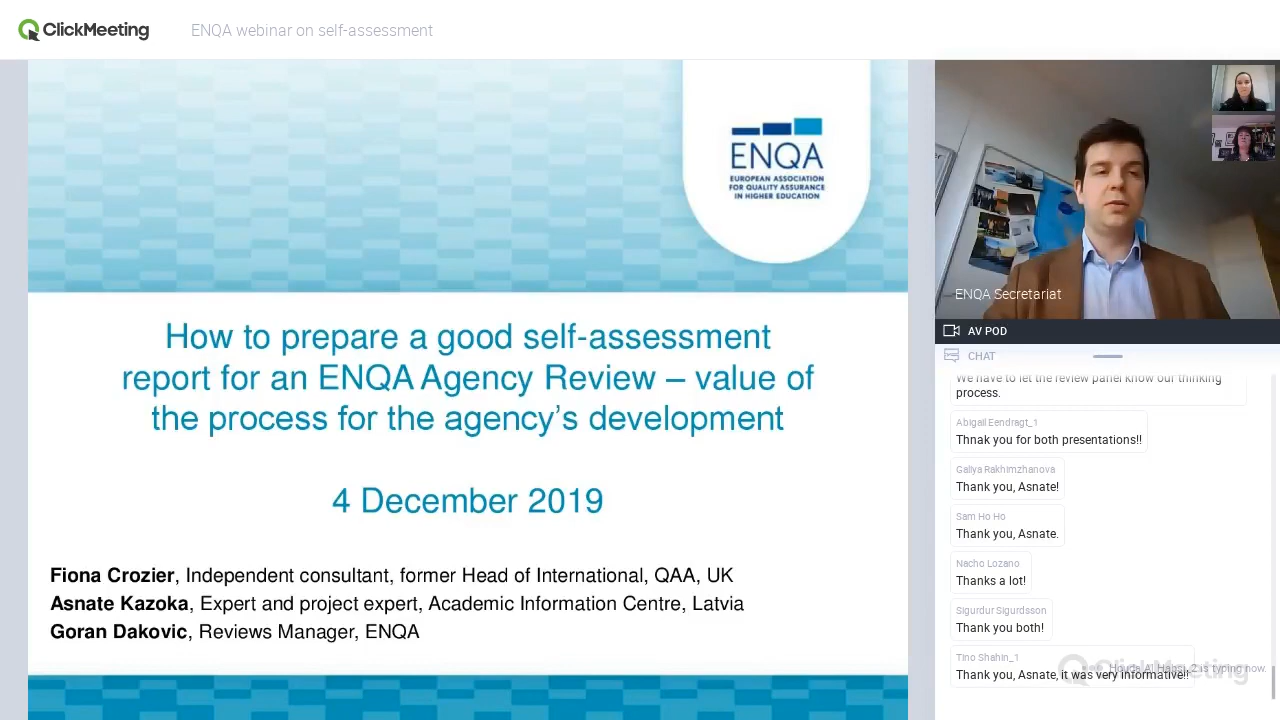 ClickMeeting
ENQA webinar on self-assessment
ENQA
EUROPEAN ASSOCIATION
FOR QUALITY ASSURANCE
IN HIGHER EDUCATION
How to prepare a good self-assessment
report for an ENQA Agency Review – value of
the process for the agency's development
4 December 2019
Fiona Crozier, Independent consultant, former Head of International, QAA, UK
Asnate Kazoka, Expert and project expert, Academic Information Centre, Latvia
Goran Dakovic, Reviews Manager, ENQA
ENQA Secretariat
AV POD
CHAT
We have to let the review panel know our thinking
process.
Abigail Eendragt_1
Thnak you for both presentations!!
Galiya Rakhimzhanova
Thank you, Asnate!
Sam Ho Ho
Thank you, Asnate.
Nacho Lozano
Thanks a lot!
Sigurdur Sigurdsson
Thank you both!
Tino Shahin_1
is typing now.
Thank you, Asnate, it was very informative!!
ClickMeeting